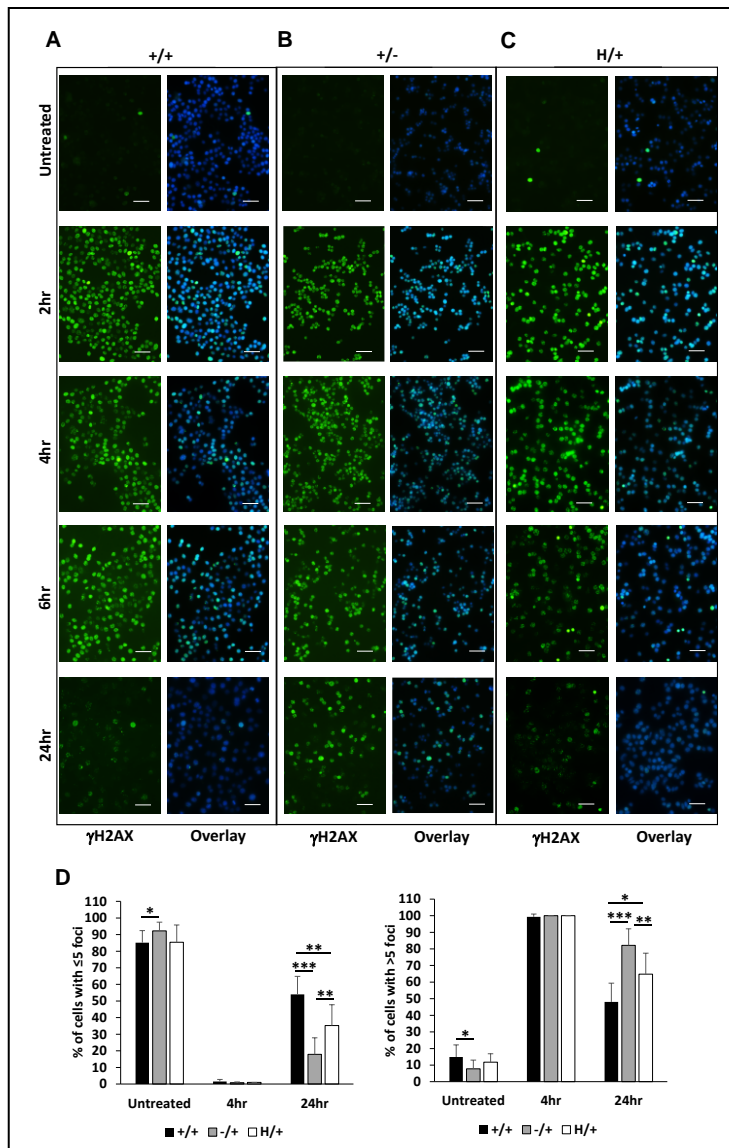 A
B
C
+/+
+/-
H/+
Untreated
2hr
4hr
6hr
24hr
γH2AX
Overlay
γH2AX
Overlay
γH2AX
Overlay
D
% of cells with ≤5 foci
100
90
80
70
60
50
40
30
20
10
0
*
**
***
**
Untreated
4hr
24hr
+/+
-/+
H/+
% of cells with >5 foci
110
100
90
80
70
60
50
40
30
20
10
0
*
*
***
**
Untreated
4hr
24hr
+/+
-/+
H/+